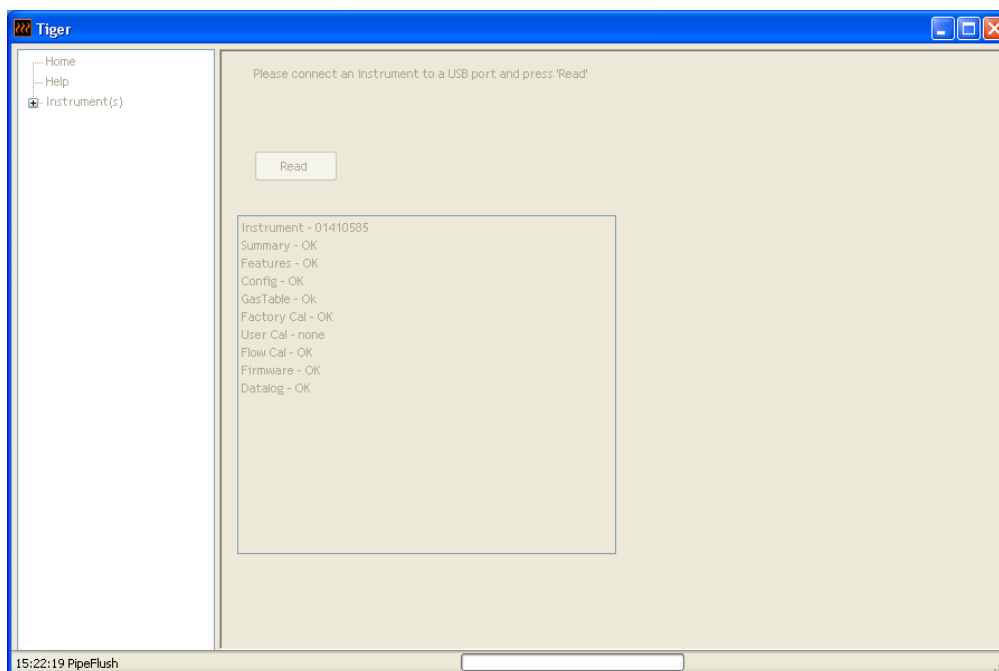 Tiger
Home
Help
Instrument(s)
Please connect an instrument to a USB port and press 'Read'
Read
Instrument - 01410585
Summary - OK
Features - OK
Config - OK
GasTable - Ok
Factory Cal - OK
User Cal - none
Flow Cal - OK
Firmware - OK
Datalog - OK
15:22:19 PipeFlush